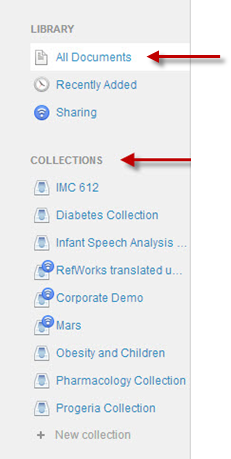 LIBRARY
All Documents
Recently Added
Sharing
COLLECTIONS
IMC 612
Diabetes Collection
Infant Speech Analysis ...
RefWorks translated u...
Corporate Demo
Mars
Obesity and Children
Pharmacology Collection
Progeria Collection
+ New collection